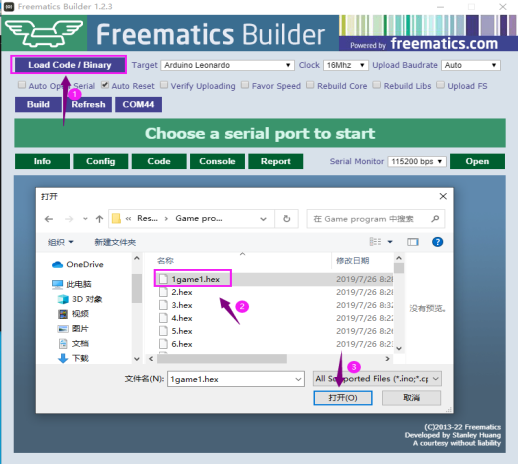 Freematics Builder 1.2.3
Freematics Builder
Powered by freematics.com
Load Code / Binary Target Arduino Leonardo Clock 16Mhz Upload Baudrate Auto
Auto Open Serial Auto Reset Verify Uploading Favor Speed Rebuild Core Rebuild Libs Upload FS
1
Build Refresh COM44
Choose a serial port to start
Info Config Code Console Report Serial Monitor 115200 bps Open
打开
« Res... › Game pro... 在 Game program 中搜索
组织 新建文件夹
OneDrive
此电脑
3D 对象
视频
图片
文档
下载
名称 修改日期
1game1.hex 2019/7/26 8:28
2.hex 2019/7/26 8:28
3.hex 2019/7/26 8:32
4.hex 2019/7/26 8:2
5.hex 2019/7/26 8:2
6.hex 2019/7/26 8:2
2
没有预览。
3
文件名(N): 1game1.hex All Supported Files (*.ino;*.cp
打开(O) 取消
(C)2013-22 Freematics
Developed by Stanley Huang
A courtesy without liability